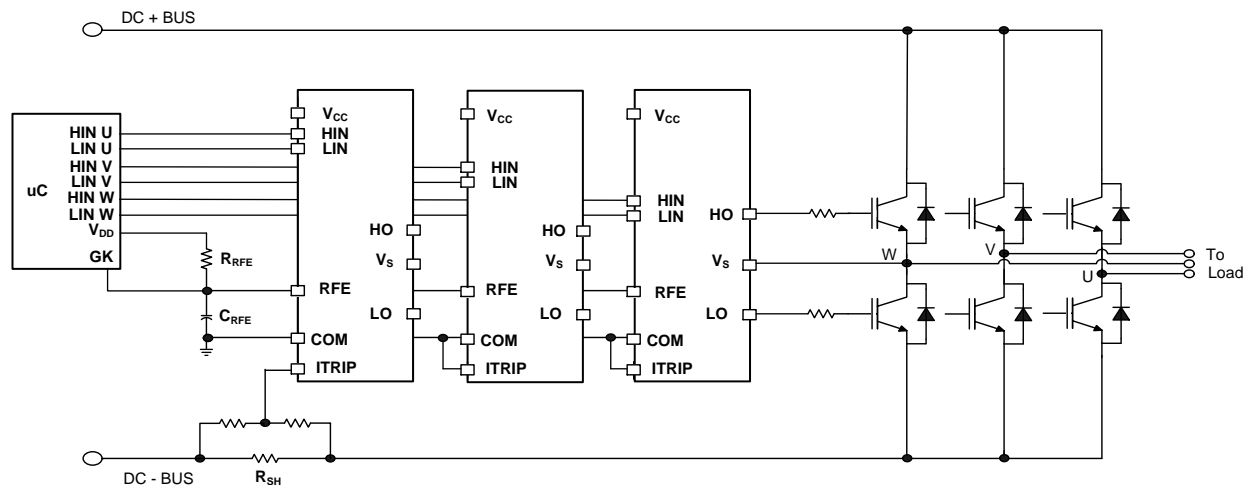 DC + BUS
uC
HIN U
LIN U
HIN V
LIN V
HIN W
LIN W
VDD
GK
RRFE
CRFE
VCC
HIN
LIN
HO
VS
RFE
LO
COM
ITRIP
VCC
HIN
LIN
HO
VS
RFE
LO
COM
ITRIP
VCC
HIN
LIN
HO
VS
RFE
LO
COM
ITRIP
W
V
U
To
Load
DC - BUS
RSH